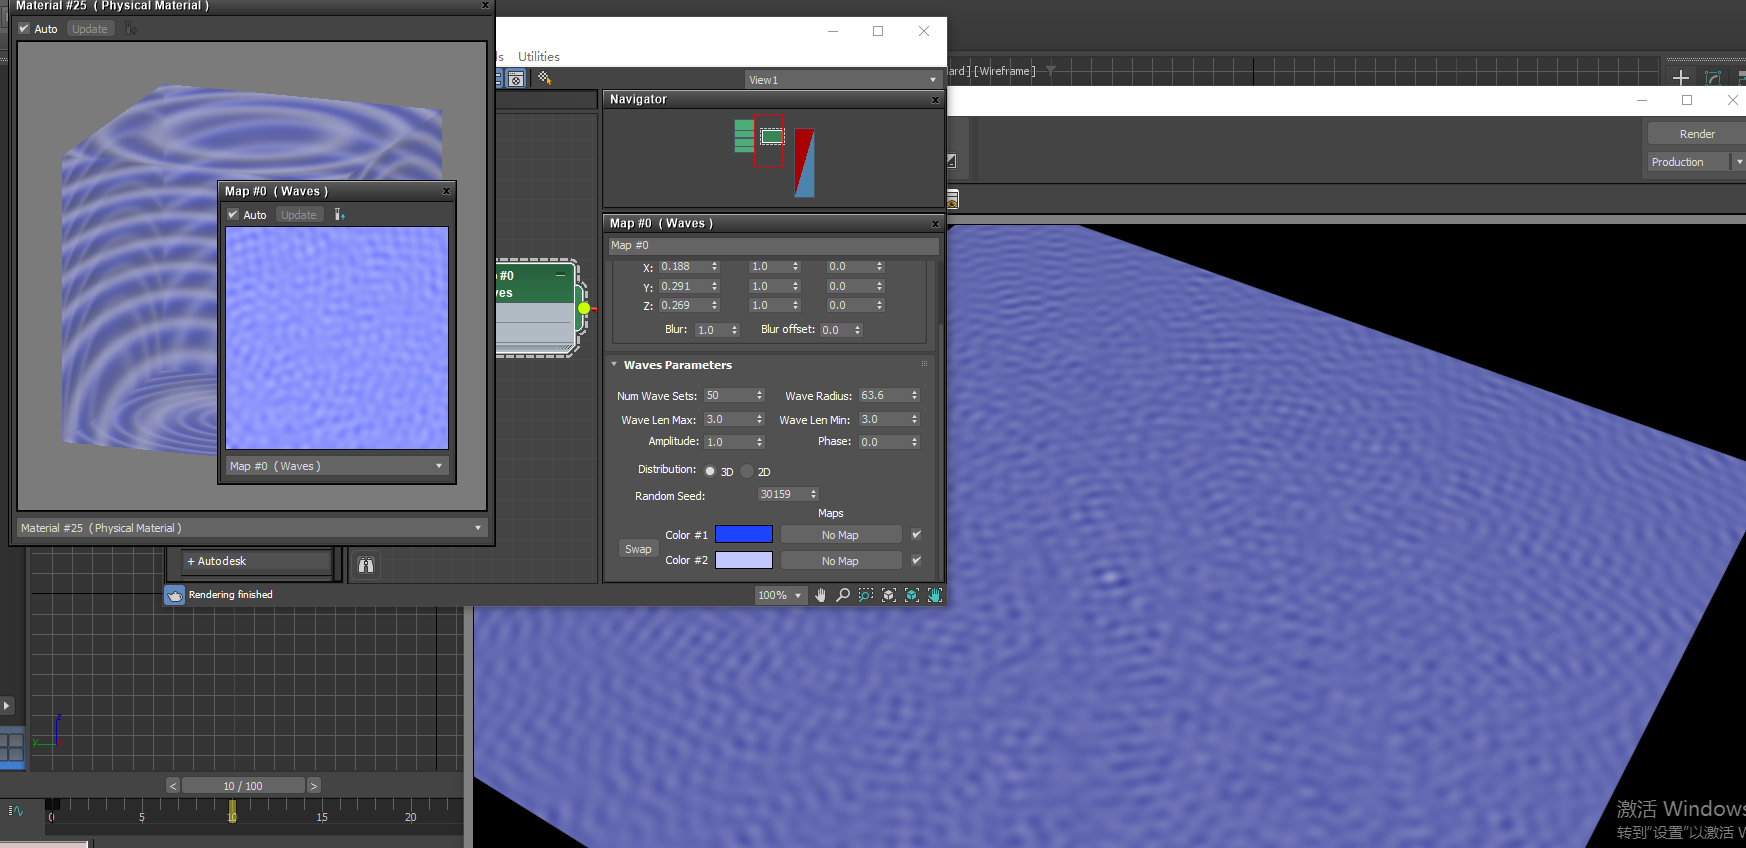 Material #25  ( Physical Material )
x
Auto
Update
ls
Utilities
View1
lard ] [Wireframe ]
Navigator
x
Render
Production
Map #0  ( Waves )
x
Auto
Update
Map #0  ( Waves )
Map #0  ( Waves )
x
Map #0
X: 0.188 1.0 0.0
Y: 0.291 1.0 0.0
Z: 0.269 1.0 0.0
Blur: 1.0 Blur offset: 0.0
p #0
ves
Waves Parameters
Num Wave Sets: 50 Wave Radius: 63.6
Wave Len Max: 3.0 Wave Len Min: 3.0
Amplitude: 1.0 Phase: 0.0
Distribution: 3D 2D
Random Seed: 30159
Maps
Color #1 No Map
Swap
Color #2 No Map
Material #25  ( Physical Material )
+ Autodesk
Rendering finished
100%
z
y
< 10 / 100 >
0 5 10 15 20
激活 Windows
转到“设置”以激活 W